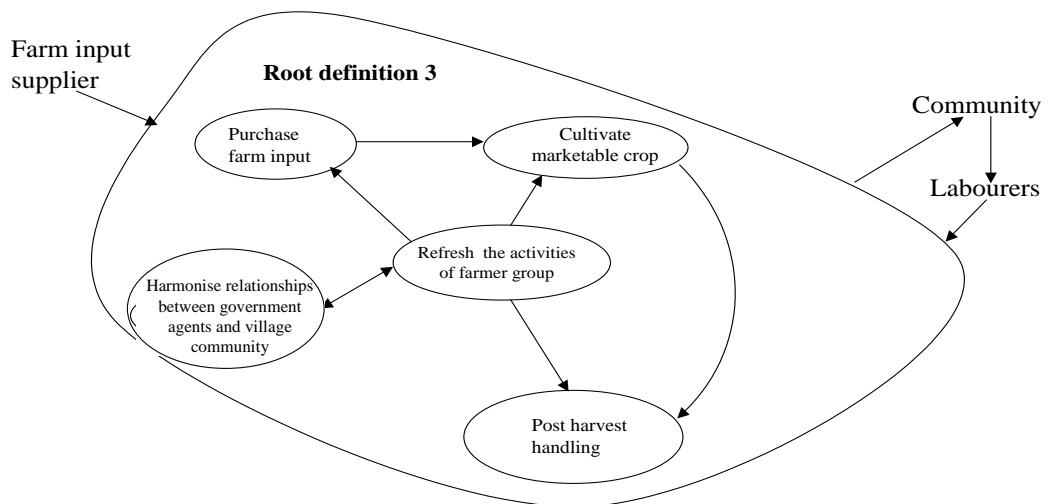 Farm input
supplier
Root definition 3
Community
Purchase
farm input
Cultivate
marketable crop
Labourers
Refresh the activities
of farmer group
Harmonise relationships
between government
agents and village
community
Post harvest
handling